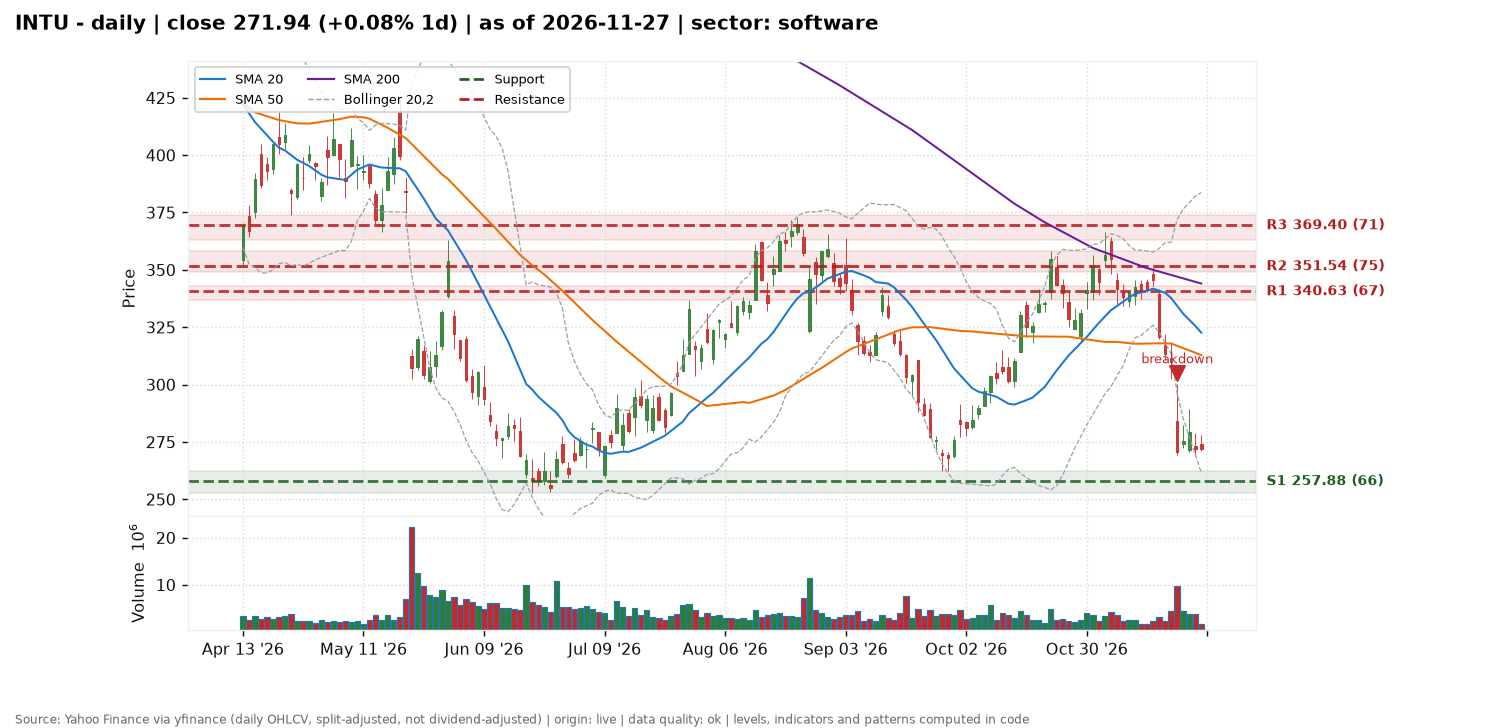 INTU - daily | close 271.94 (+0.08% 1d) | as of 2026-11-27 | sector: software
SMA 20
SMA 50
SMA 200
Bollinger 20,2
Support
Resistance
Price
425
400
375
350
325
300
275
250
R3 369.40 (71)
R2 351.54 (75)
R1 340.63 (67)
breakdown
S1 257.88 (66)
Volume 10⁶
20
10
Apr 13 '26 May 11 '26 Jun 09 '26 Jul 09 '26 Aug 06 '26 Sep 03 '26 Oct 02 '26 Oct 30 '26
Source: Yahoo Finance via yfinance (daily OHLCV, split-adjusted, not dividend-adjusted) | origin: live | data quality: ok | levels, indicators and patterns computed in code